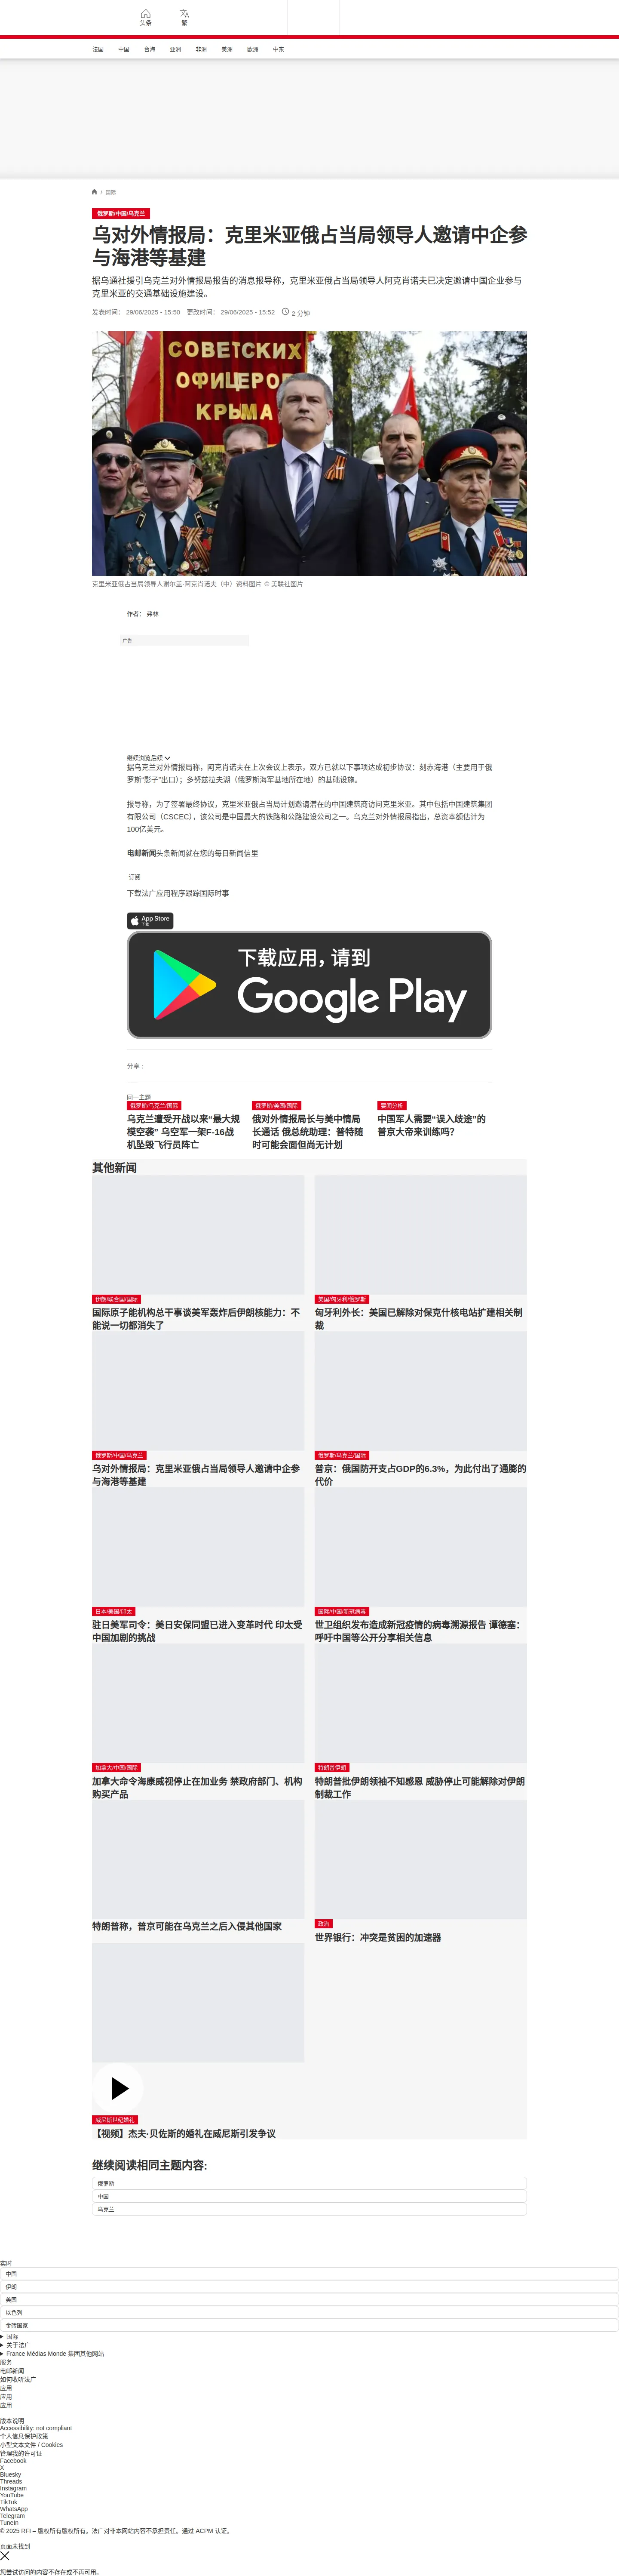 头条
繁
法国 中国 台海 亚洲 非洲 美洲 欧洲 中东
/ 国际
俄罗斯/中国/乌克兰
乌对外情报局：克里米亚俄占当局领导人邀请中企参
与海港等基建
据乌通社援引乌克兰对外情报局报告的消息报导称，克里米亚俄占当局领导人阿克肖诺夫已决定邀请中国企业参与
克里米亚的交通基础设施建设。
发表时间： 29/06/2025 - 15:50 更改时间： 29/06/2025 - 15:52 2 分钟
СОВЕТСКИХ
ОФИЦЕРОВ
КРЫМА
克里米亚俄占当局领导人谢尔盖·阿克肖诺夫（中）资料图片 © 美联社图片
作者： 弗林
广告
继续浏览后续
据乌克兰对外情报局称，阿克肖诺夫在上次会议上表示，双方已就以下事项达成初步协议：刻赤海港（主要用于俄
罗斯“影子”出口）；多努兹拉夫湖（俄罗斯海军基地所在地）的基础设施。
报导称，为了签署最终协议，克里米亚俄占当局计划邀请潜在的中国建筑商访问克里米亚。其中包括中国建筑集团
有限公司（CSCEC），该公司是中国最大的铁路和公路建设公司之一。乌克兰对外情报局指出，总资本额估计为
100亿美元。
电邮新闻头条新闻就在您的每日新闻信里
订阅
下载法广应用程序跟踪国际时事
App Store
下载
下载应用，请到
Google Play
分享 :
同一主题
俄罗斯/乌克兰/国际
乌克兰遭受开战以来“最大规
模空袭” 乌空军一架F-16战
机坠毁飞行员阵亡
俄罗斯/美国/国际
俄对外情报局长与美中情局
长通话 俄总统助理：普特随
时可能会面但尚无计划
要闻分析
中国军人需要“误入歧途”的
普京大帝来训练吗？
其他新闻
伊朗/联合国/国际
国际原子能机构总干事谈美军轰炸后伊朗核能力：不
能说一切都消失了
美国/匈牙利/俄罗斯
匈牙利外长：美国已解除对保克什核电站扩建相关制
裁
俄罗斯/中国/乌克兰
乌对外情报局：克里米亚俄占当局领导人邀请中企参
与海港等基建
俄罗斯/乌克兰/国际
普京：俄国防开支占GDP的6.3%，为此付出了通膨的
代价
日本/美国/印太
驻日美军司令：美日安保同盟已进入变革时代 印太受
中国加剧的挑战
国际/中国/新冠病毒
世卫组织发布造成新冠疫情的病毒溯源报告 谭德塞：
呼吁中国等公开分享相关信息
加拿大/中国/国际
加拿大命令海康威视停止在加业务 禁政府部门、机构
购买产品
特朗普伊朗
特朗普批伊朗领袖不知感恩 威胁停止可能解除对伊朗
制裁工作
特朗普称，普京可能在乌克兰之后入侵其他国家
政治
世界银行：冲突是贫困的加速器
威尼斯世纪婚礼
【视频】杰夫·贝佐斯的婚礼在威尼斯引发争议
继续阅读相同主题内容:
俄罗斯
中国
乌克兰
实时
中国
伊朗
美国
以色列
金砖国家
国际
关于法广
France Médias Monde 集团其他网站
服务
电邮新闻
如何收听法广
应用
应用
应用
版本说明
Accessibility: not compliant
个人信息保护政策
小型文本文件 / Cookies
管理我的许可证
Facebook
X
Bluesky
Threads
Instagram
YouTube
TikTok
WhatsApp
Telegram
TuneIn
© 2025 RFI – 版权所有版权所有。法广对非本网站内容不承担责任。通过 ACPM 认证。
页面未找到
您尝试访问的内容不存在或不再可用。